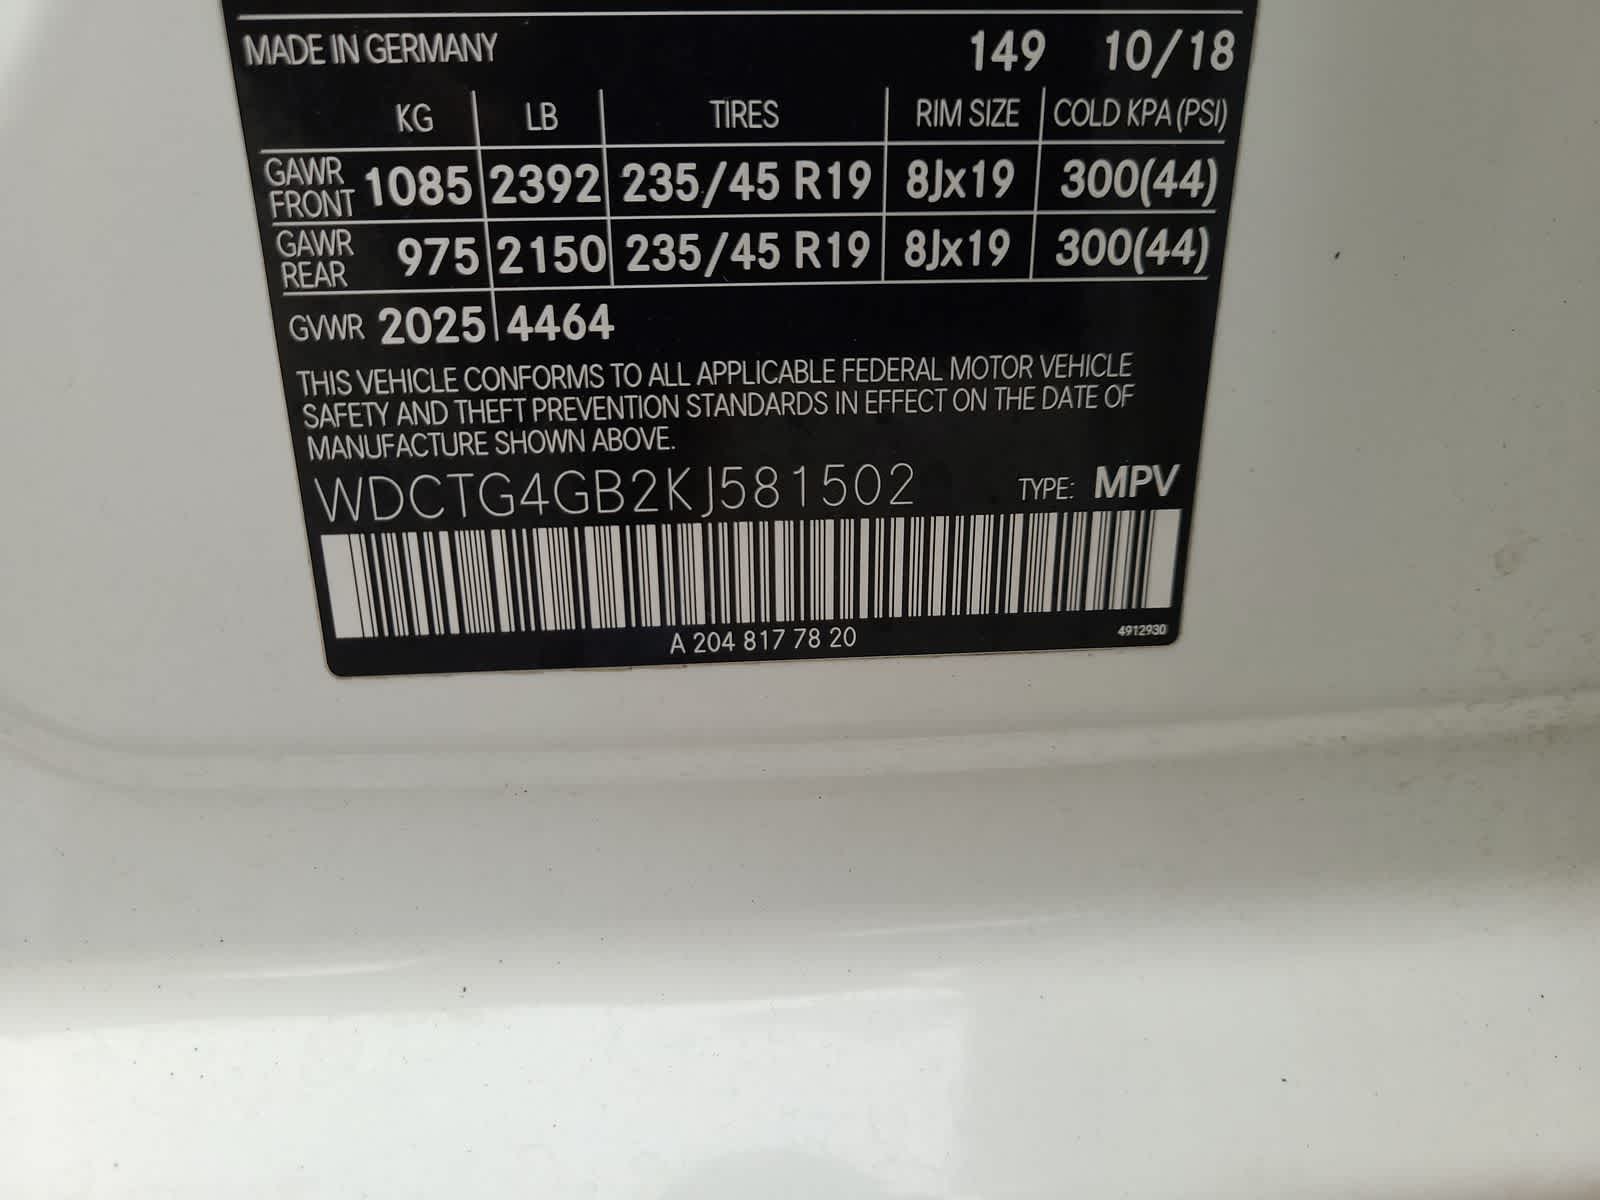 MADE IN GERMANY 149 10/18
KG LB TIRES RIM SIZE COLD KPA (PSI)
GAWR FRONT 1085 2392 235/45 R19 8Jx19 300(44)
GAWR REAR 975 2150 235/45 R19 8Jx19 300(44)
GVWR 2025 4464
THIS VEHICLE CONFORMS TO ALL APPLICABLE FEDERAL MOTOR VEHICLE
SAFETY AND THEFT PREVENTION STANDARDS IN EFFECT ON THE DATE OF
MANUFACTURE SHOWN ABOVE.
WDCTG4GB2KJ581502 TYPE: MPV
A 204 817 78 20 4912930